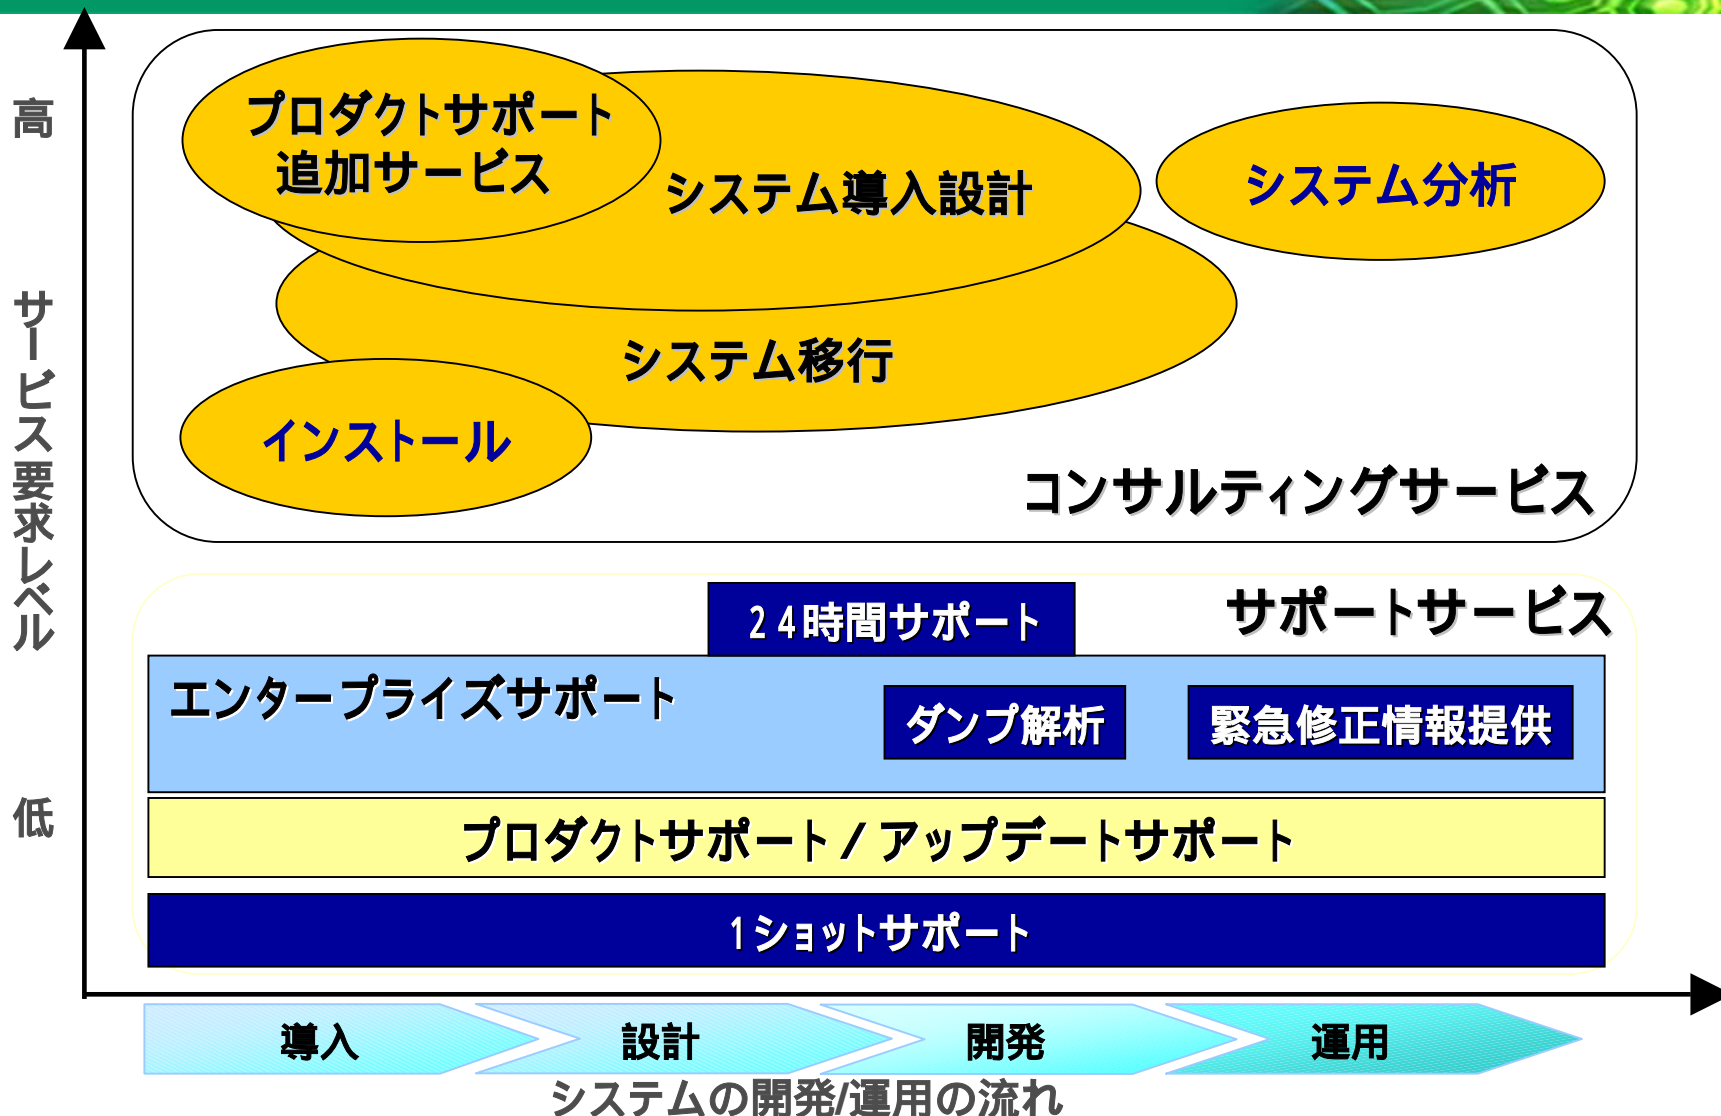 高
サービス要求レベル
低
プロダクトサポート
追加サービス
システム導入設計
システム分析
システム移行
インストール
コンサルティングサービス
サポートサービス
24時間サポート
エンタープライズサポート
ダンプ解析
緊急修正情報提供
プロダクトサポート/アップデートサポート
1ショットサポート
導入
設計
開発
運用
システムの開発/運用の流れ